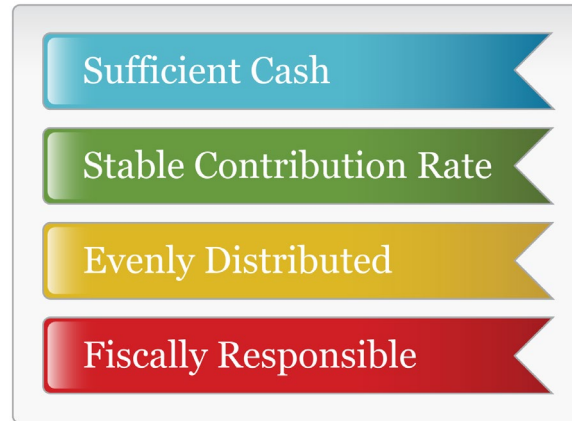 Sufficient Cash
Stable Contribution Rate
Evenly Distributed
Fiscally Responsible